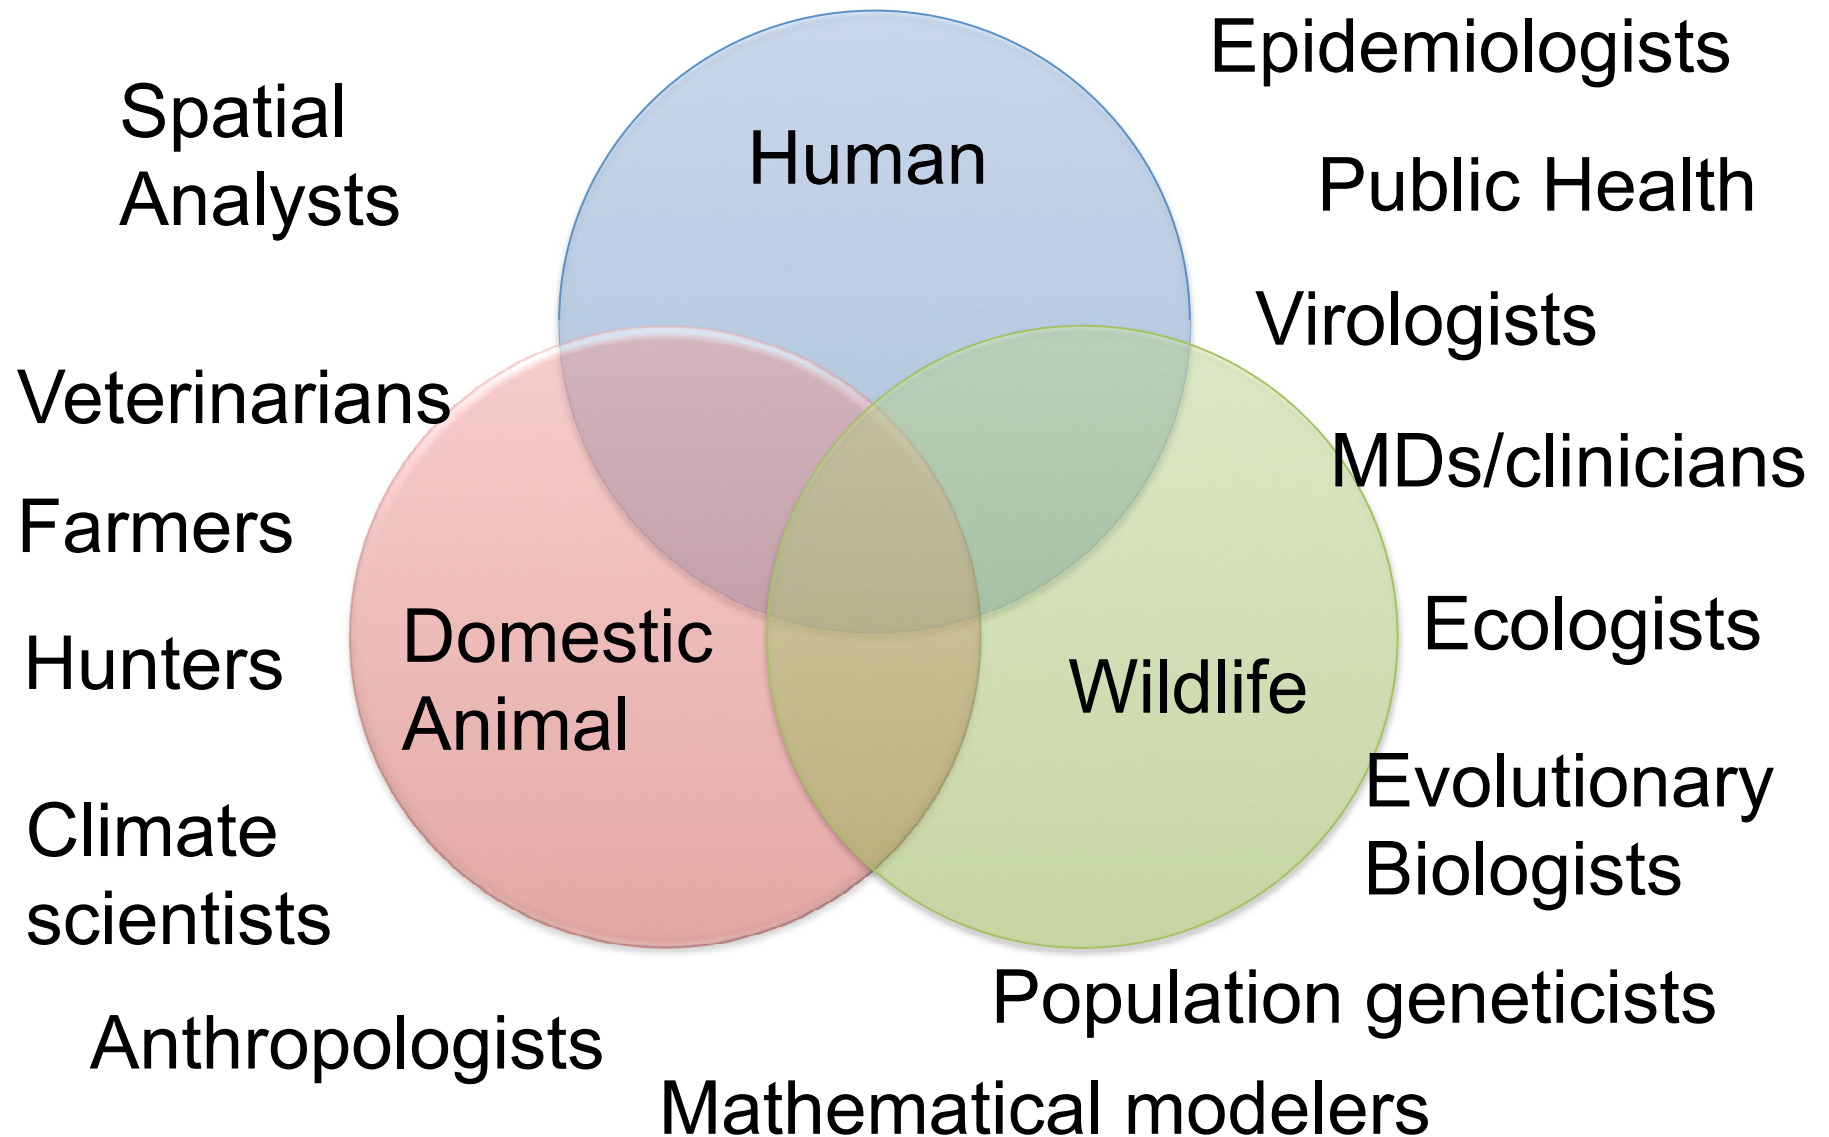 Epidemiologists
Spatial
Analysts
Human
Public Health
Virologists
Veterinarians
MDs/clinicians
Farmers
Hunters
Domestic
Animal
Wildlife
Ecologists
Evolutionary
Biologists
Climate
scientists
Population geneticists
Anthropologists
Mathematical modelers